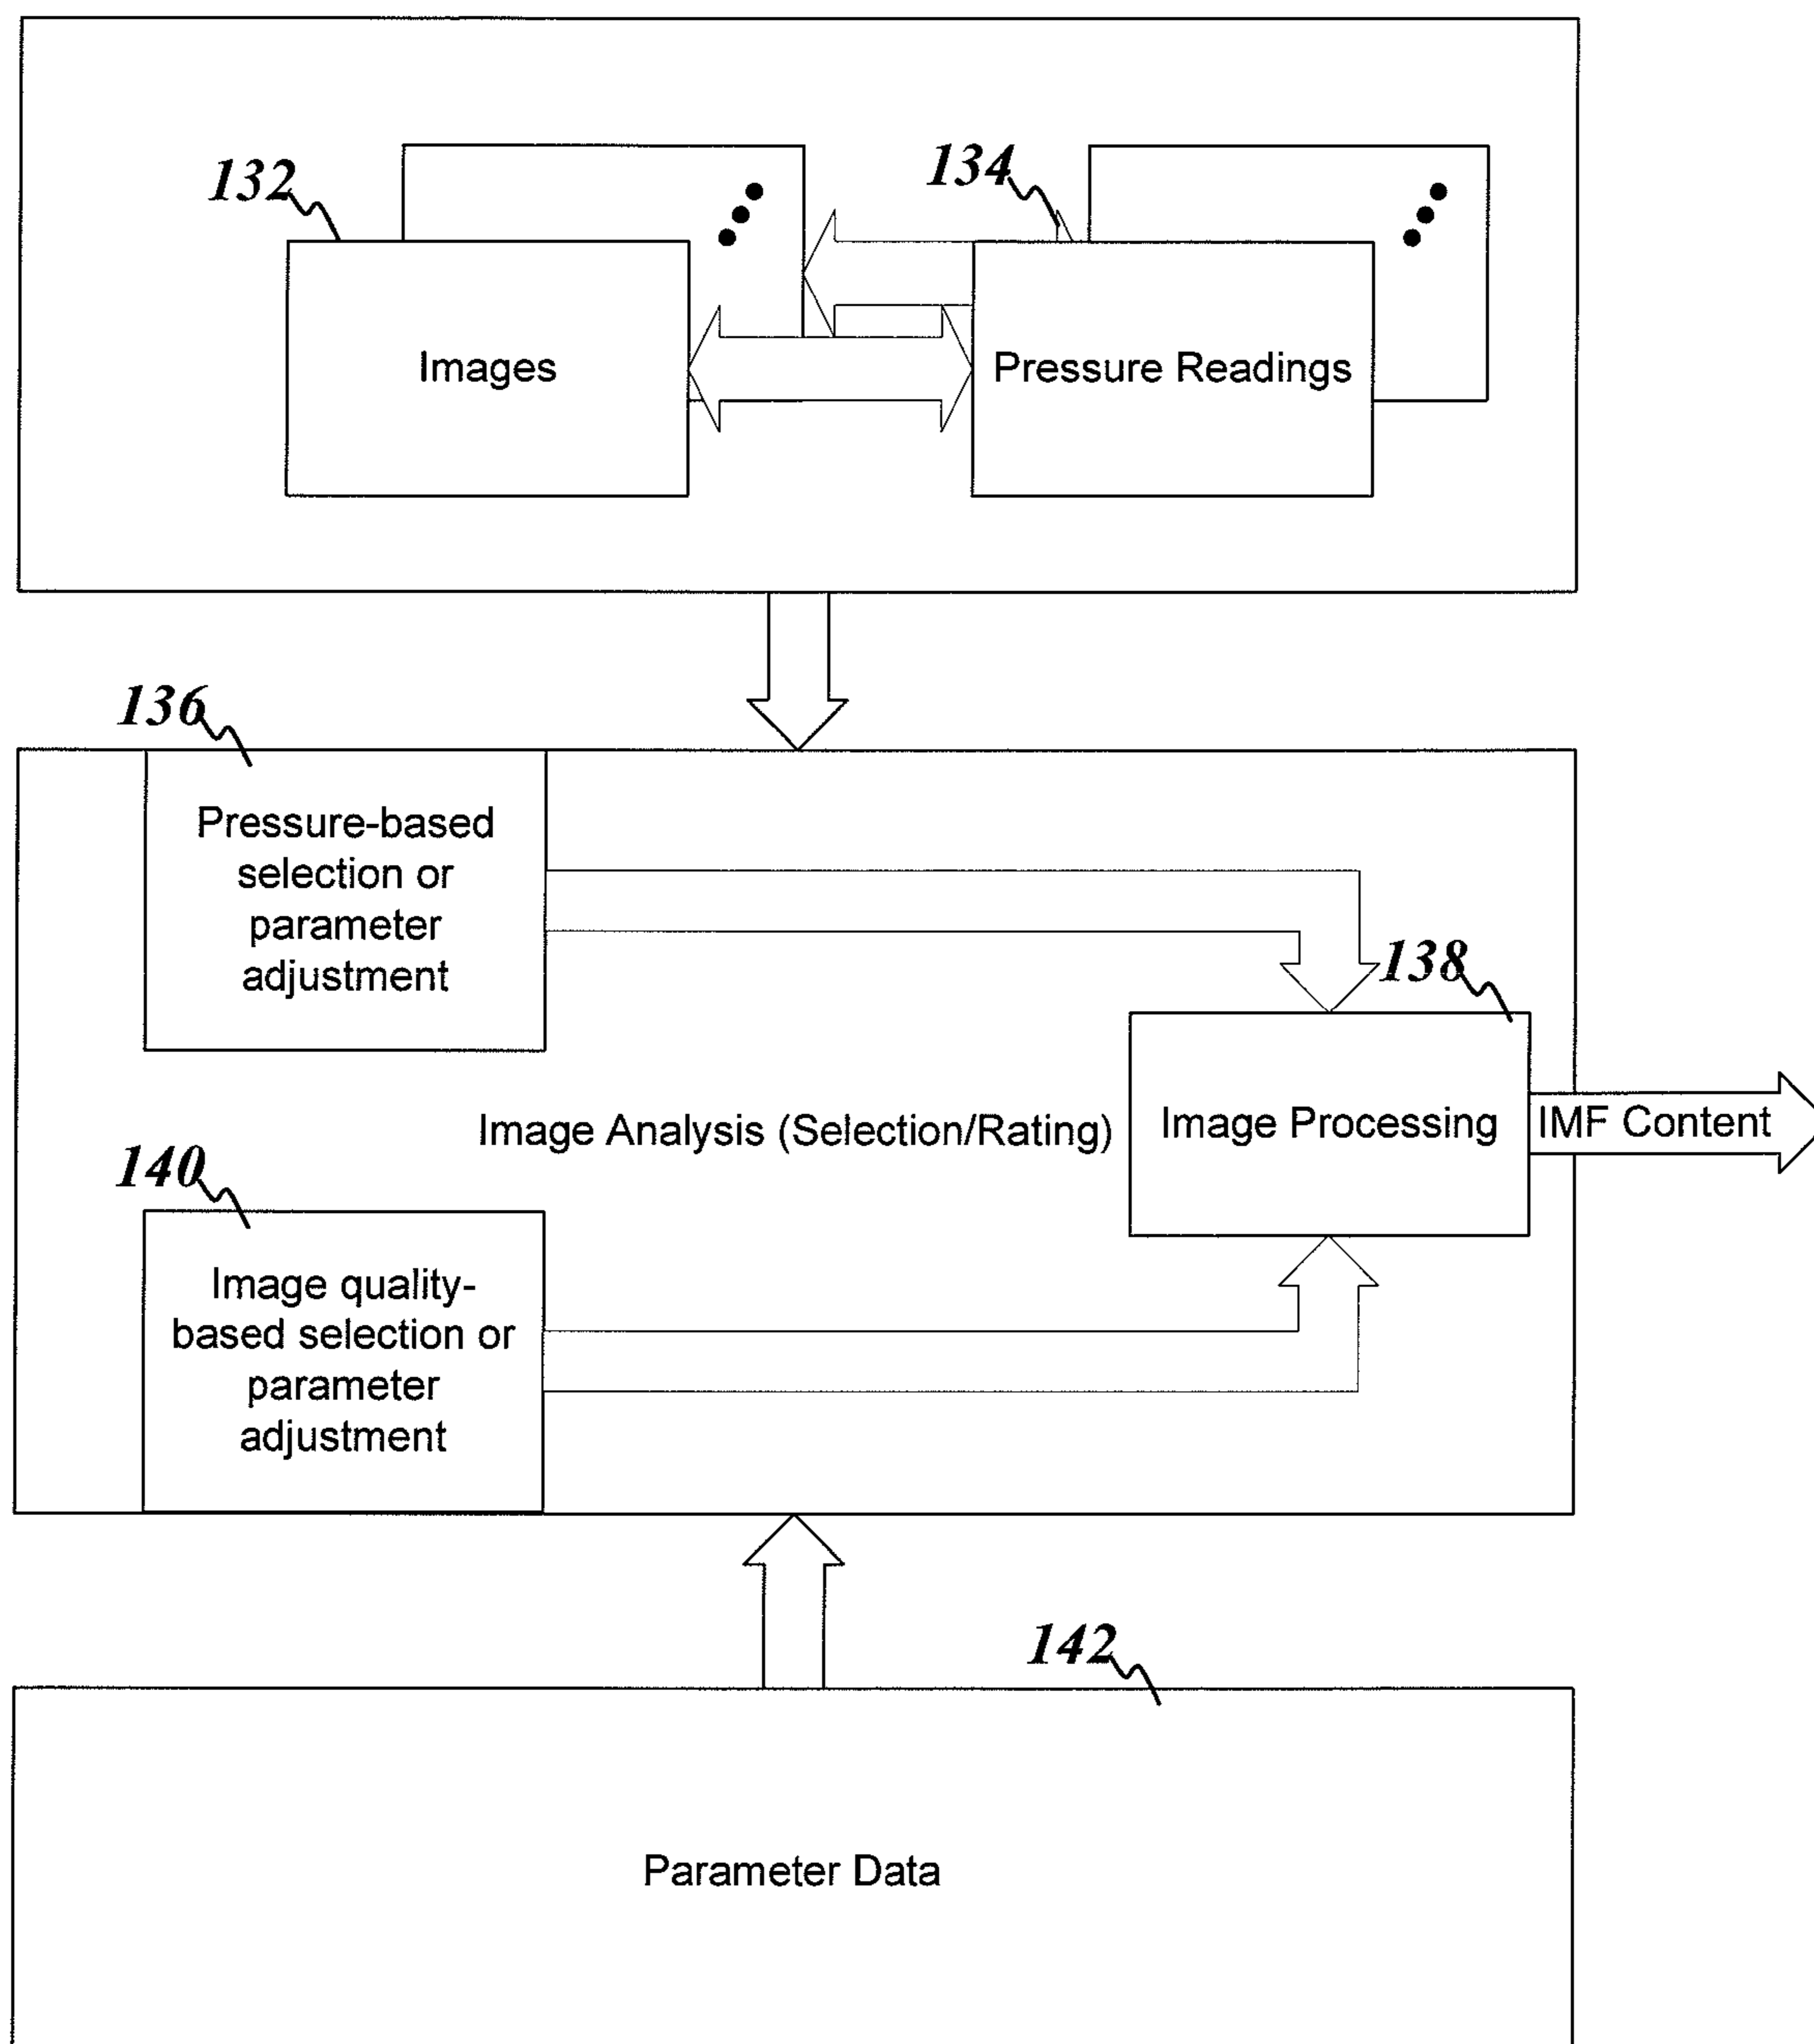 132
134
Images
Pressure Readings
136
Pressure-based
selection or
parameter
adjustment
138
Image Analysis (Selection/Rating)
Image Processing
IMF Content
140
Image quality-
based selection or
parameter
adjustment
142
Parameter Data